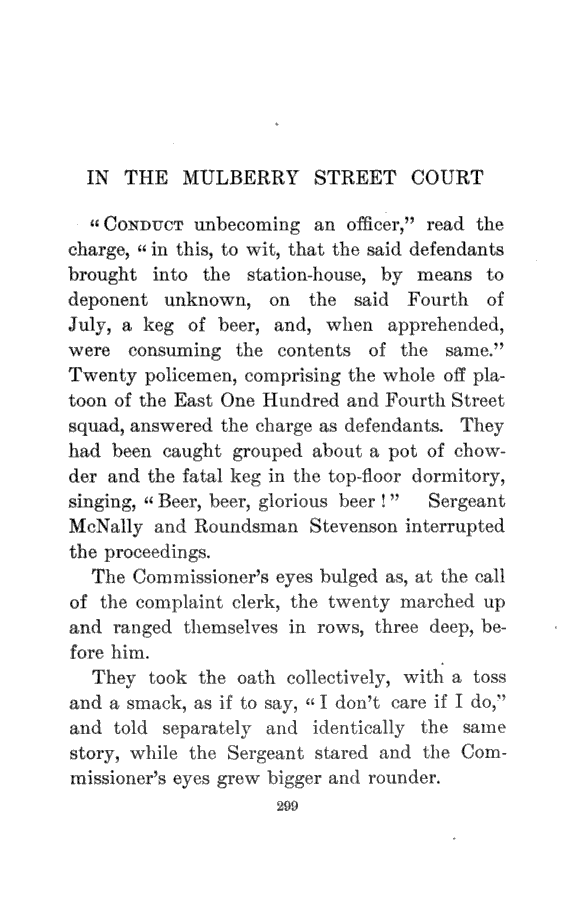 IN THE MULBERRY STREET COURT
“ CONDUCT unbecoming an officer,” read the
charge, “ in this, to wit, that the said defendants
brought into the station-house, by means to
deponent unknown, on the said Fourth of
July, a keg of beer, and, when apprehended,
were consuming the contents of the same.”
Twenty policemen, comprising the whole off pla-
toon of the East One Hundred and Fourth Street
squad, answered the charge as defendants. They
had been caught grouped about a pot of chow-
der and the fatal keg in the top-floor dormitory,
singing, “ Beer, beer, glorious beer ! ” Sergeant
McNally and Roundsman Stevenson interrupted
the proceedings.
The Commissioner’s eyes bulged as, at the call
of the complaint clerk, the twenty marched up
and ranged themselves in rows, three deep, be-
fore him.
They took the oath collectively, with a toss
and a smack, as if to say, “ I don’t care if I do,”
and told separately and identically the same
story, while the Sergeant stared and the Com-
missioner’s eyes grew bigger and rounder.
299